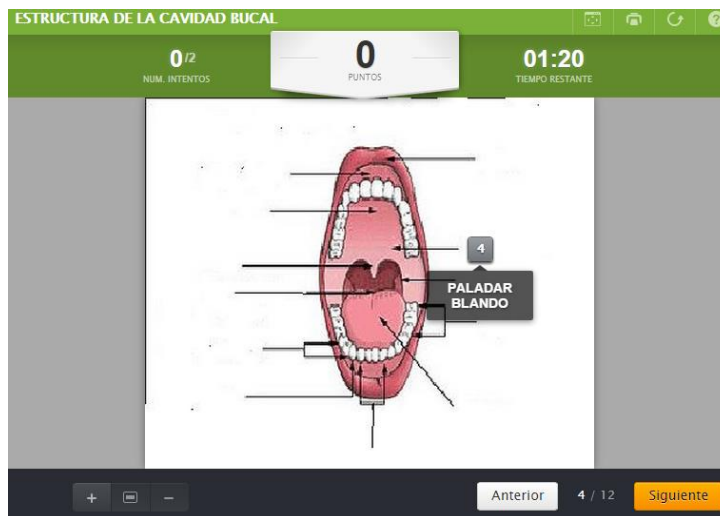 ESTRUCTURA DE LA CAVIDAD BUCAL
?
0/2
NUM. INTENTOS
0
PUNTOS
01:20
TIEMPO RESTANTE
4
PALADAR
BLANDO
Anterior
4 / 12
Siguiente